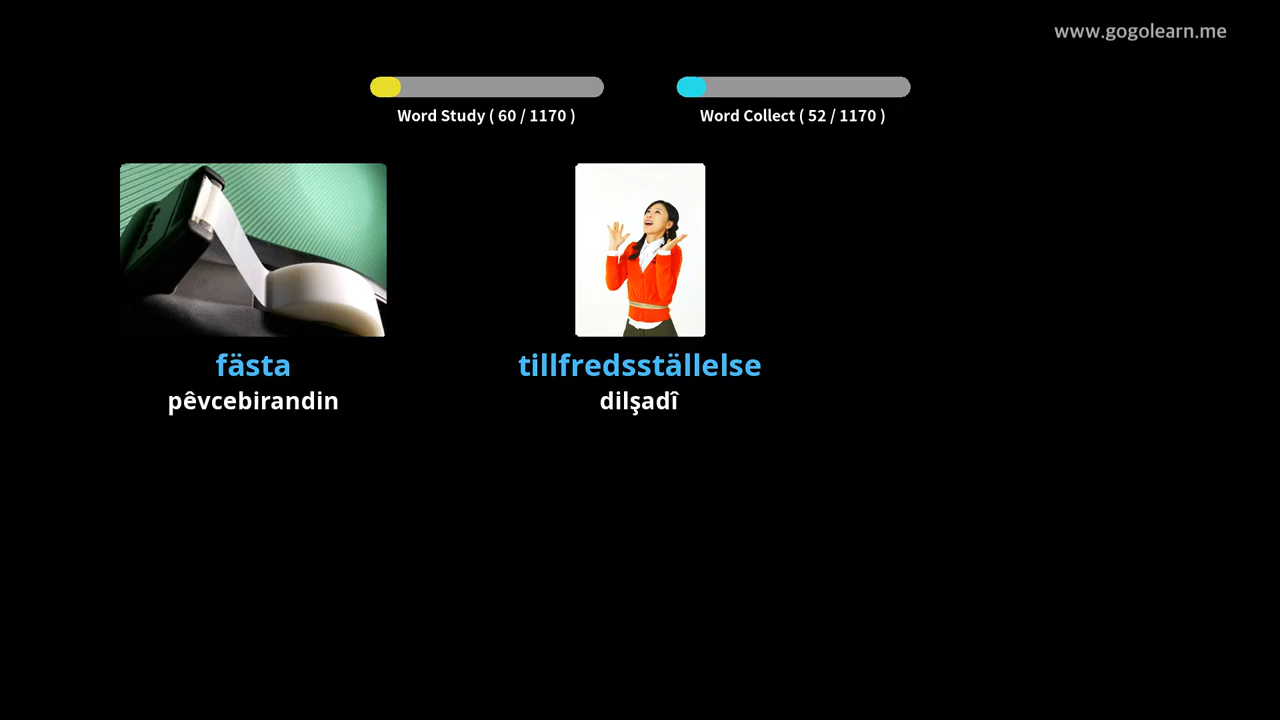 www.gogolearn.me
Word Study ( 60 / 1170 )
Word Collect ( 52 / 1170 )
fästa
pêvcebirandin
tillfredsställelse
dilşadî